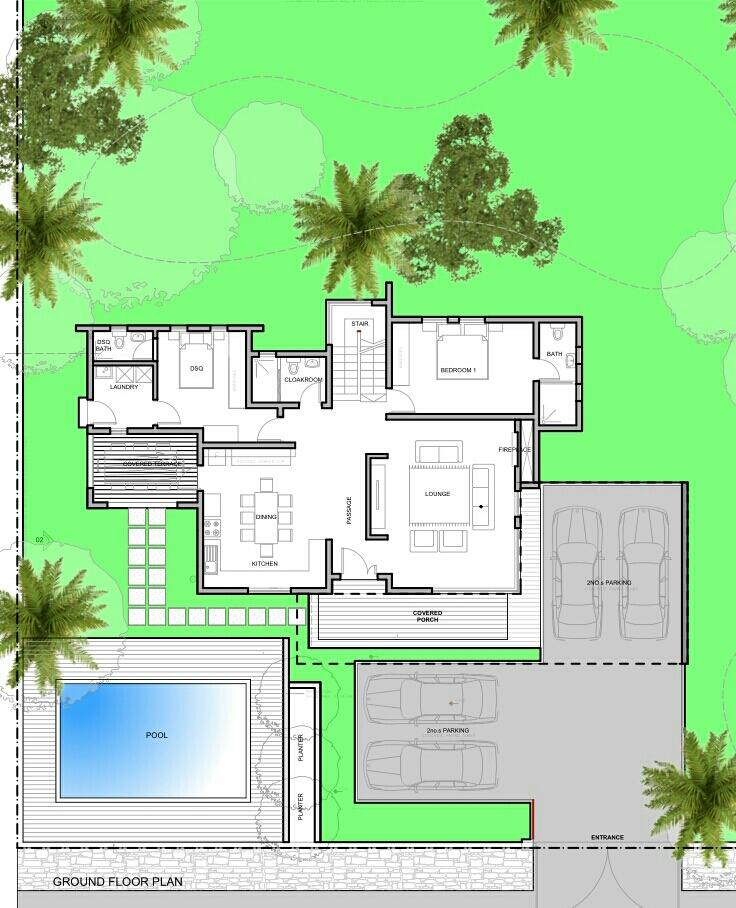 STAIR
DSQ
BATH
DSQ
BATH
BEDROOM 1
CLOAKROOM
LAUNDRY
FIREPLACE
COVERED TERRACE
LOUNGE
PASSAGE
DINING
02
KITCHEN
2NO.s PARKING
COVERED
PORCH
2no.s PARKING
POOL
PLANTER
PLANTER
ENTRANCE
GROUND FLOOR PLAN